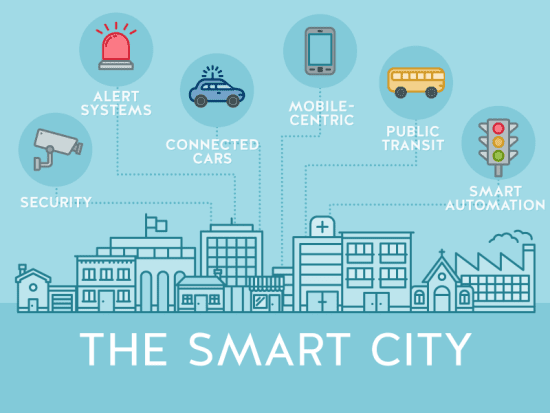 ALERT
SYSTEMS
CONNECTED
CARS
MOBILE-
CENTRIC
PUBLIC
TRANSIT
SECURITY
SMART
AUTOMATION
THE SMART CITY